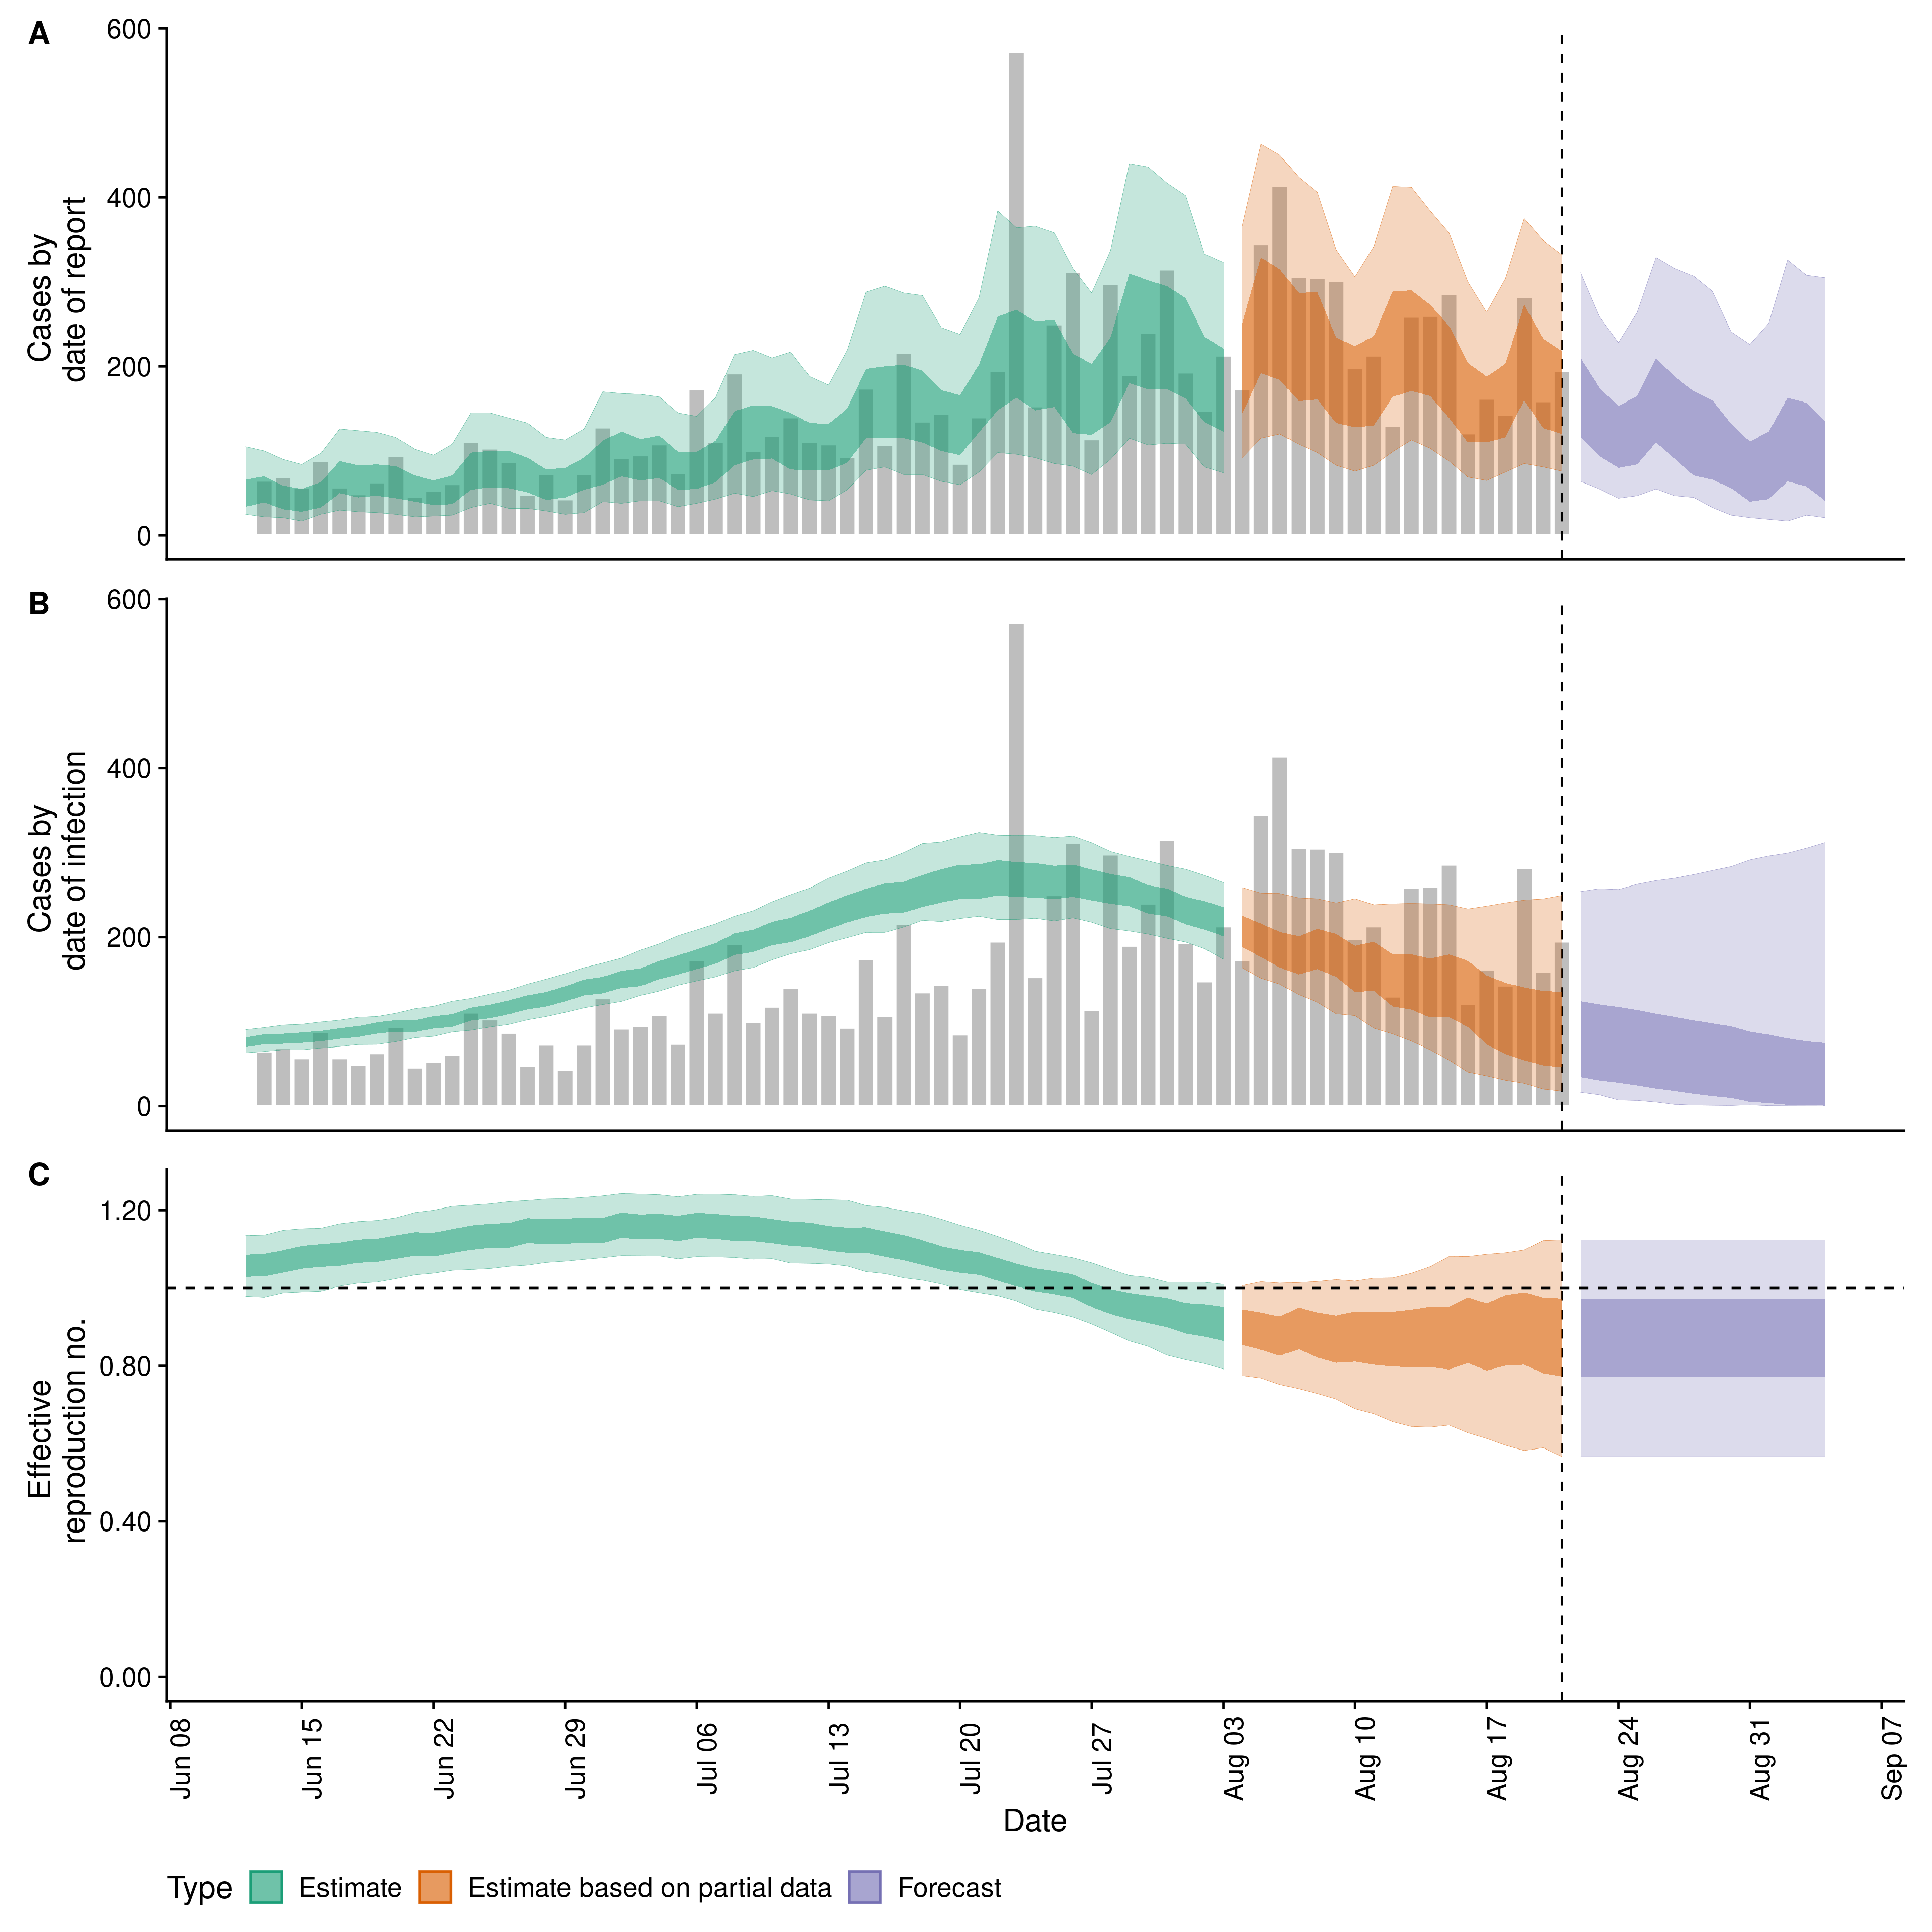 A
600
400
200
0
Cases by
date of report
B
600
400
200
0
Cases by
date of infection
C
1.20
0.80
0.40
0.00
Effective
reproduction no.
Jun 08
Jun 15
Jun 22
Jun 29
Jul 06
Jul 13
Jul 20
Jul 27
Aug 03
Aug 10
Aug 17
Aug 24
Aug 31
Sep 07
Date
Type Estimate Estimate based on partial data Forecast